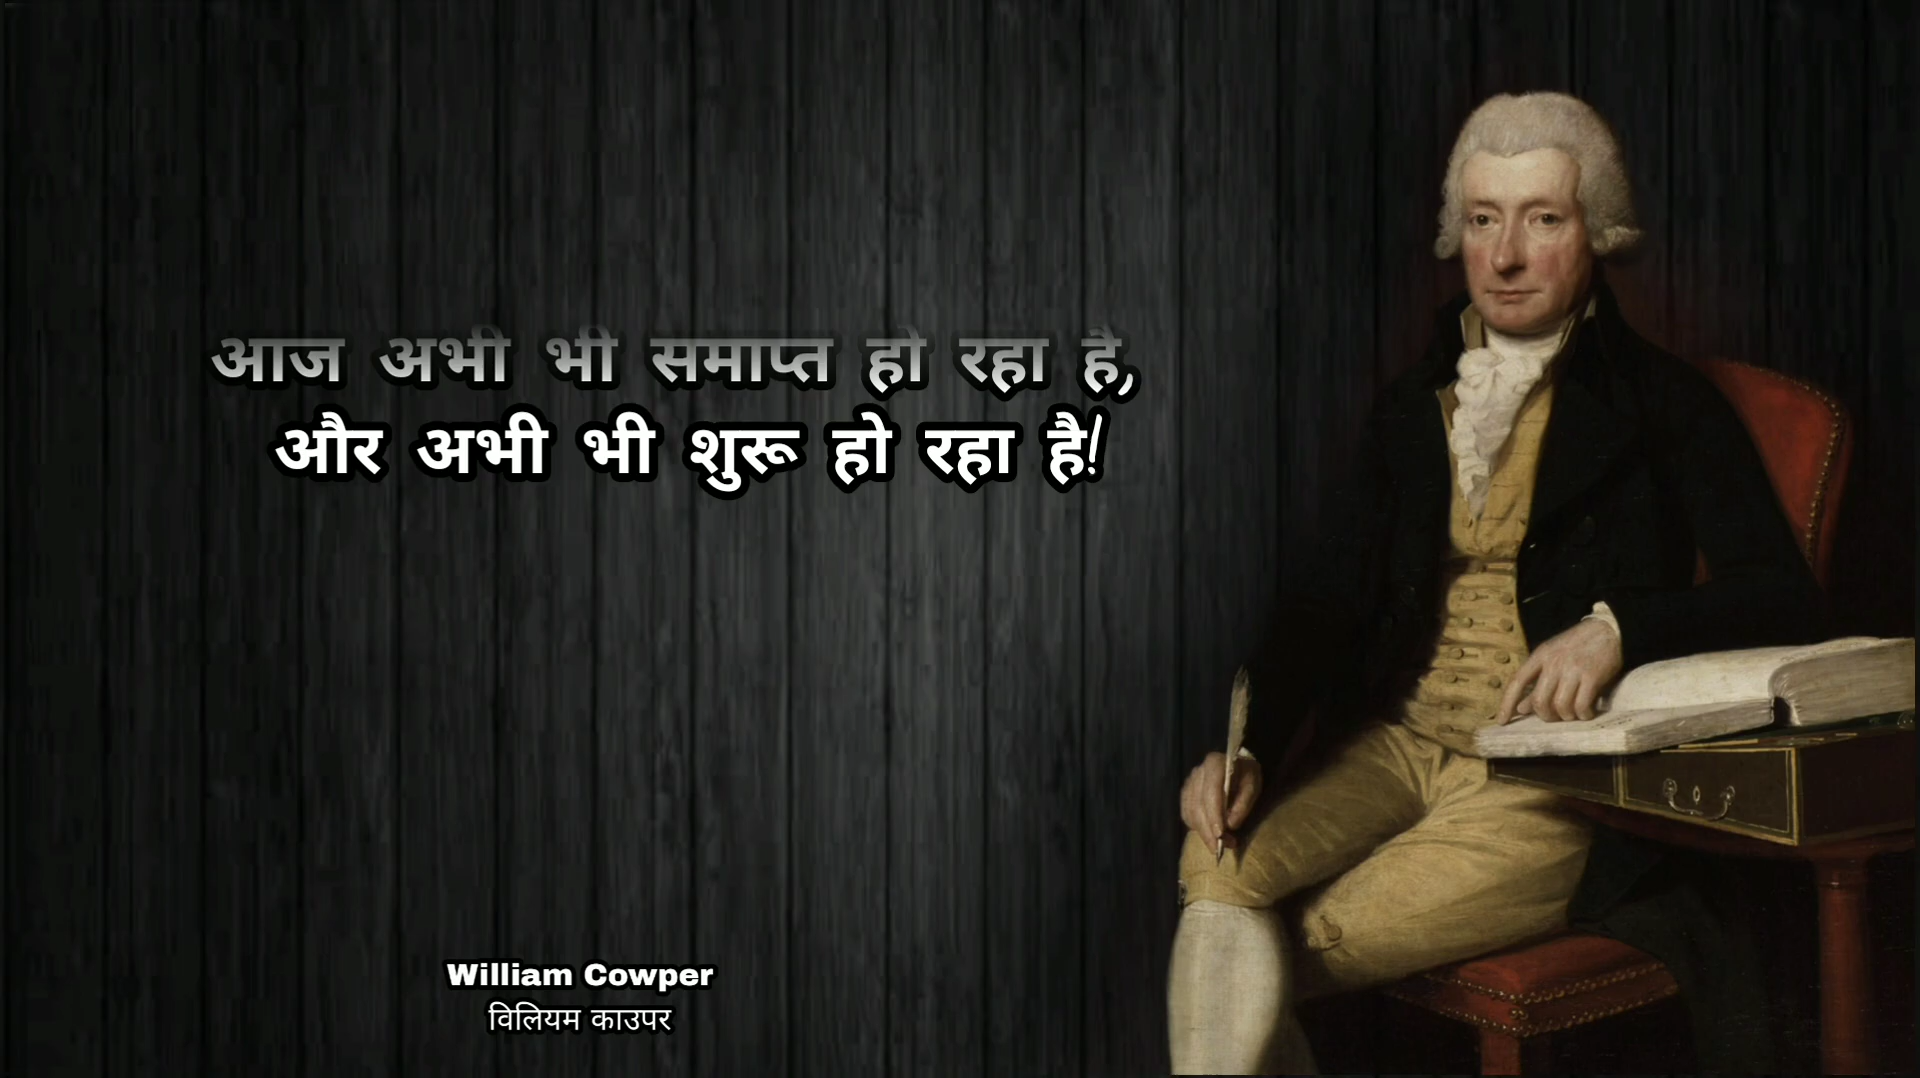 आज अभी भी समाप्त हो रहा है,
और अभी भी शुरू हो रहा है!
William Cowper
विलियम काउपर